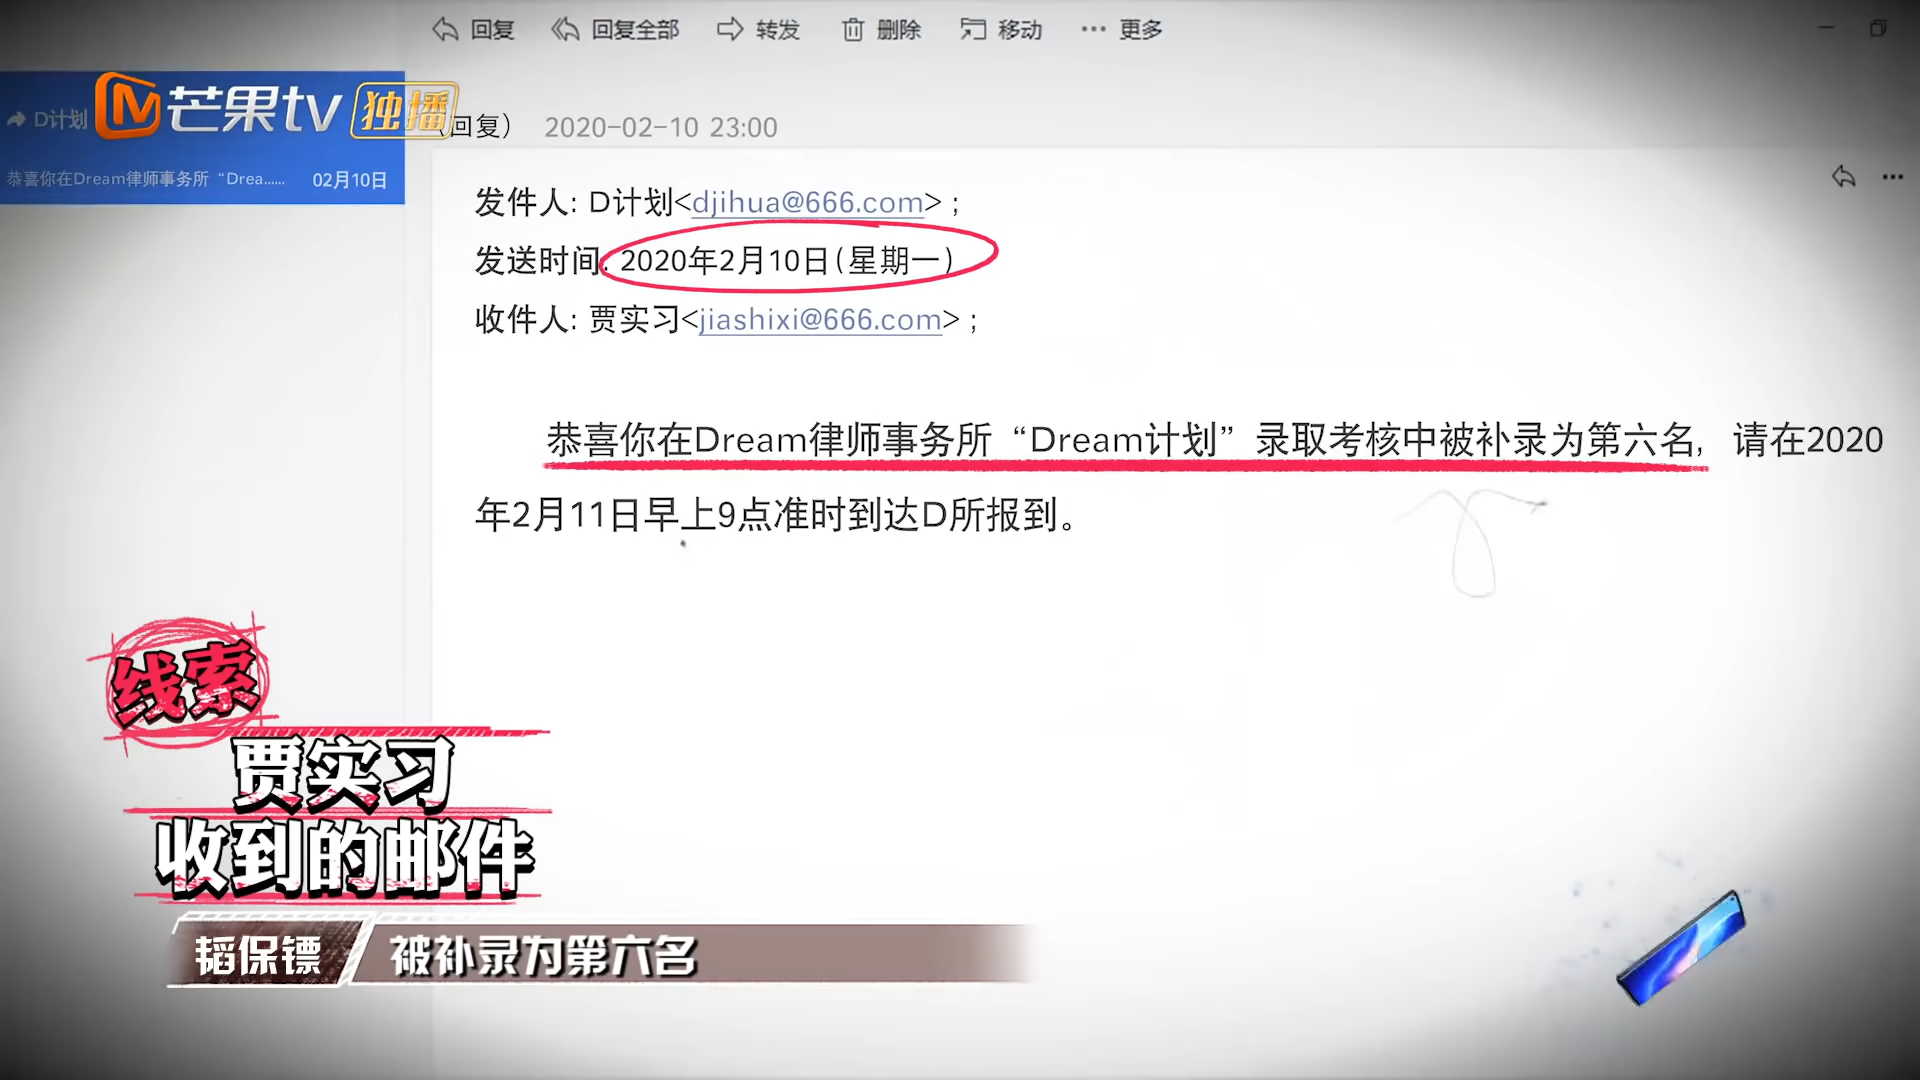 回复 回复全部 转发 删除 移动 更多
芒果tv 独播
D计划
（回复） 2020-02-10 23:00
恭喜你在Dream律师事务所“Drea...... 02月10日
发件人: D计划<djihua@666.com>;
发送时间: 2020年2月10日(星期一)
收件人: 贾实习<jiashixi@666.com>;
恭喜你在Dream律师事务所“Dream计划”录取考核中被补录为第六名, 请在2020
年2月11日早上9点准时到达D所报到。
线索
贾实习
收到的邮件
韬保镖 被补录为第六名